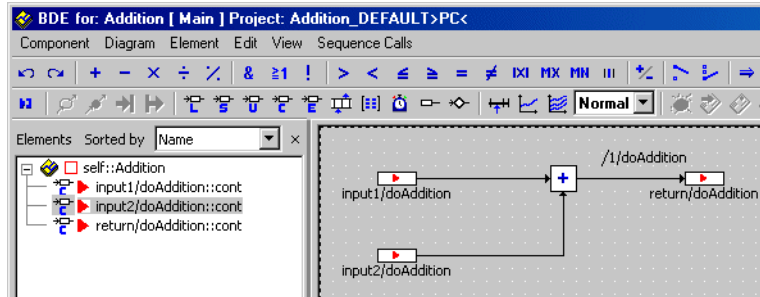 BDE for: Addition [ Main ] Project: Addition_DEFAULT>PC<
Component Diagram Element Edit View Sequence Calls
+ − × ÷ % & ≥1 ! > < ≤ ≥ = ≠ |X| MX MN
L S U C E Normal
Elements Sorted by Name ×
self::Addition
C input1/doAddition::cont
C input2/doAddition::cont
C return/doAddition::cont
/1/doAddition
+
input1/doAddition return/doAddition
input2/doAddition